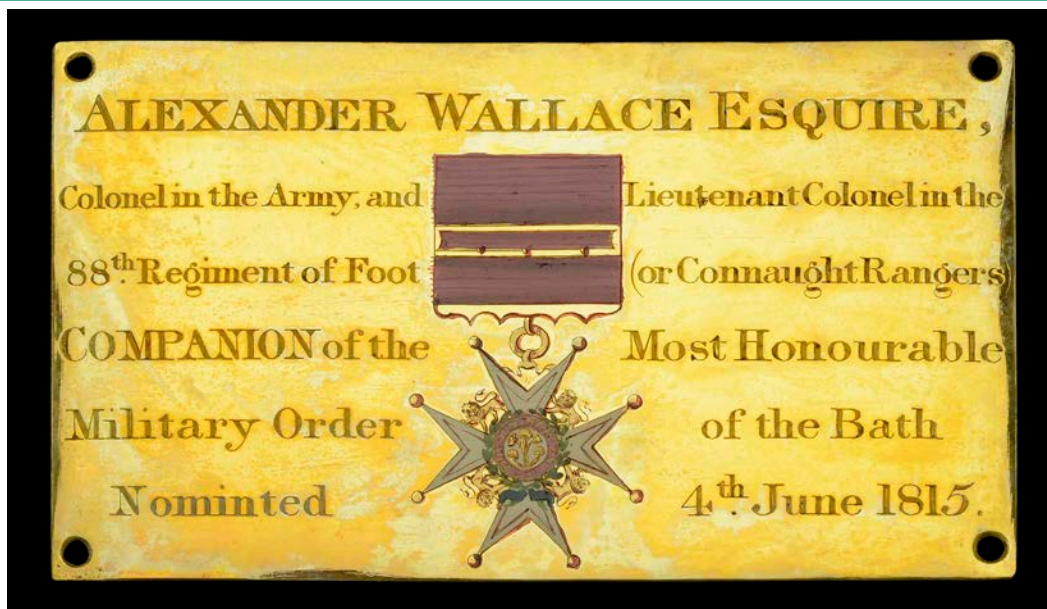 ALEXANDER WALLACE ESQUIRE,
Colonel in the Army, and Lieutenant Colonel in the
88th. Regiment of Foot (or Connaught Rangers)
COMPANION of the Most Honourable
Military Order of the Bath
Nominted 4th. June 1815.